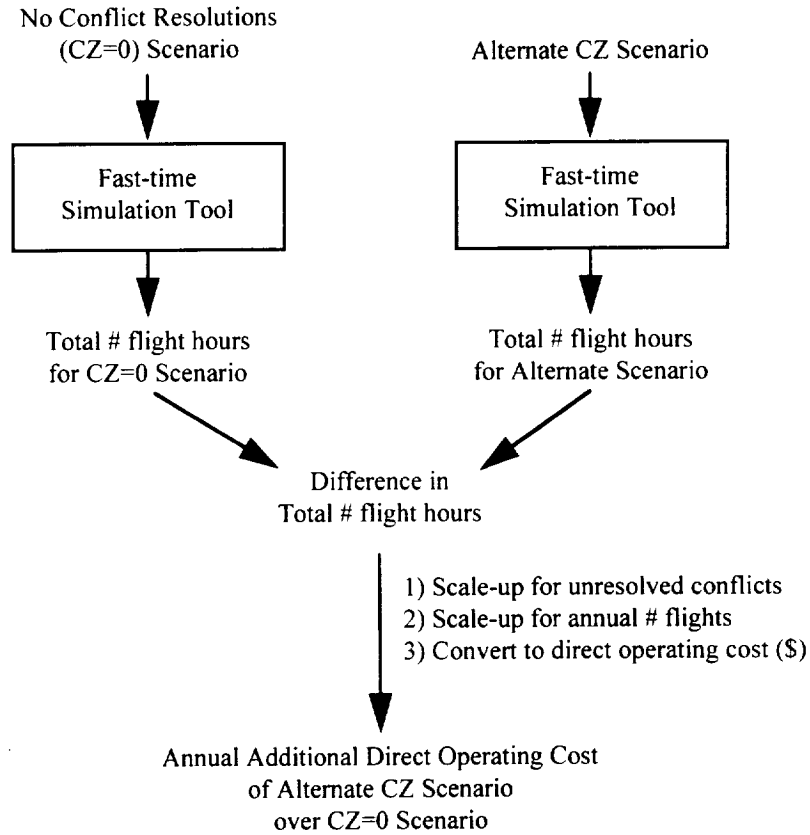 No Conflict Resolutions
(CZ=0) Scenario
Alternate CZ Scenario
Fast-time
Simulation Tool
Fast-time
Simulation Tool
Total # flight hours
for CZ=0 Scenario
Total # flight hours
for Alternate Scenario
Difference in
Total # flight hours
1) Scale-up for unresolved conflicts
2) Scale-up for annual # flights
3) Convert to direct operating cost ($)
Annual Additional Direct Operating Cost
of Alternate CZ Scenario
over CZ=0 Scenario